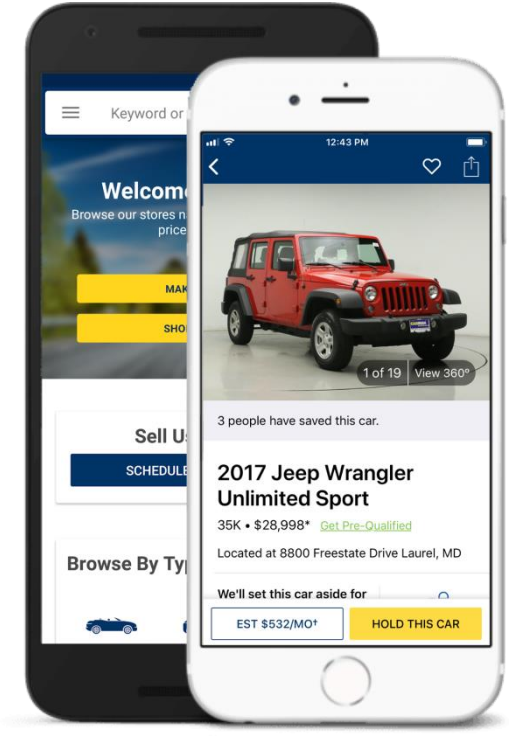 Keyword or
Welcom
Browse our stores n
price
MAK
SHO
Sell U
SCHEDULE
Browse By Ty
12:43 PM
1 of 19 | View 360°
3 people have saved this car.
2017 Jeep Wrangler
Unlimited Sport
35K • $28,998* Get Pre-Qualified
Located at 8800 Freestate Drive Laurel, MD
We'll set this car aside for
EST $532/MO†
HOLD THIS CAR